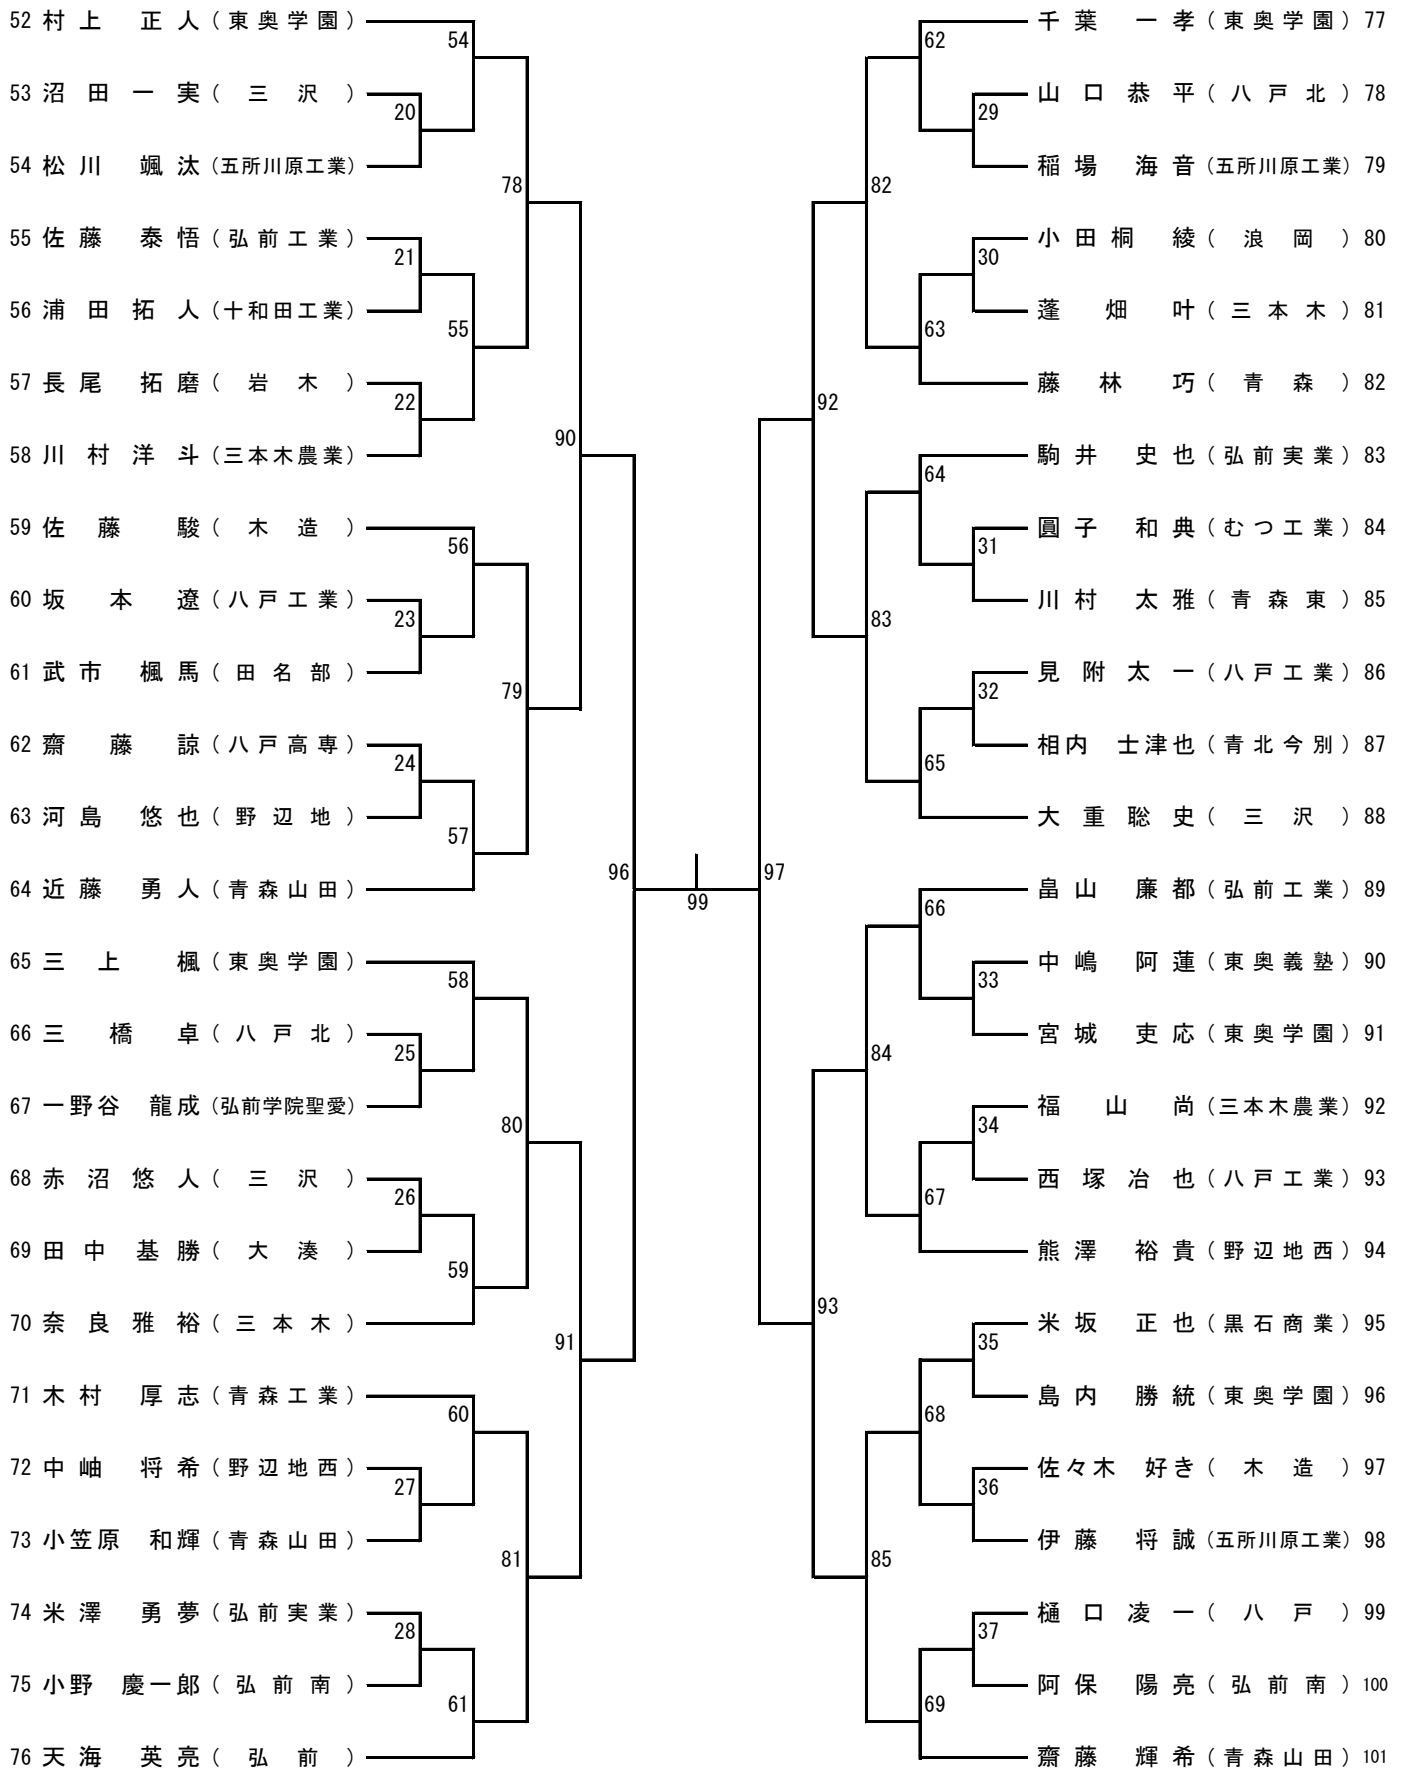 52 村上 正人 (東奥学園)
54
53 沼田一実 (三沢)
20
54 松川 颯汰 (五所川原工業)
78
55 佐藤 泰悟 (弘前工業)
21
56 浦田拓人 (十和田工業)
55
57 長尾 拓磨 (岩木)
22
58 川村洋斗 (三本木農業)
90
59 佐藤 駿 (木造)
56
60 坂本 遼 (八戸工業)
23
61 武市 楓馬 (田名部)
79
62 齋藤 諒 (八戸高専)
24
63 河島 悠也 (野辺地)
57
64 近藤 勇人 (青森山田)
96
65 三上 楓 (東奥学園)
58
66 三橋 卓 (八戸北)
25
67 一野谷 龍成 (弘前学院聖愛)
80
68 赤沼悠人 (三沢)
26
69 田中 基勝 (大湊)
59
70 奈良雅裕 (三本木)
91
71 木村 厚志 (青森工業)
60
72 中岫 将希 (野辺地西)
27
73 小笠原 和輝 (青森山田)
81
74 米澤 勇夢 (弘前実業)
28
75 小野 慶一郎 (弘前南)
61
76 天海 英亮 (弘前)
99
千葉 一孝 (東奥学園) 77
62
山口恭平 (八戸北) 78
29
稲場 海音 (五所川原工業) 79
82
小田桐 綾 (浪岡) 80
30
蓬畑 叶 (三本木) 81
63
藤林 巧 (青森) 82
92
駒井 史也 (弘前実業) 83
64
圓子 和典 (むつ工業) 84
31
川村 太雅 (青森東) 85
83
見附太一 (八戸工業) 86
32
相内 士津也 (青北今別) 87
65
大重聡史 (三沢) 88
97
畠山 廉都 (弘前工業) 89
66
中嶋 阿蓮 (東奥義塾) 90
33
宮城 吏応 (東奥学園) 91
84
福山 尚 (三本木農業) 92
34
西塚冶也 (八戸工業) 93
67
熊澤 裕貴 (野辺地西) 94
93
米坂 正也 (黒石商業) 95
35
島内 勝統 (東奥学園) 96
68
佐々木 好き (木造) 97
36
伊藤 将誠 (五所川原工業) 98
85
樋口凌一 (八戸) 99
37
阿保 陽亮 (弘前南) 100
69
齋藤 輝希 (青森山田) 101